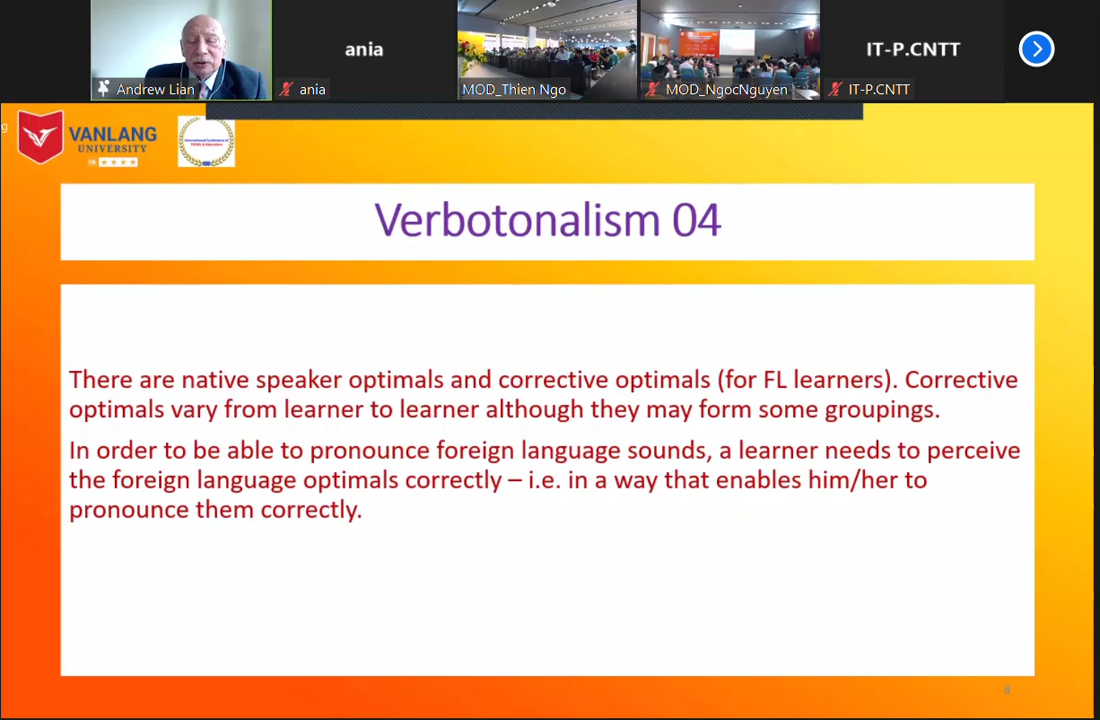 ania
IT-P.CNTT
Andrew Lian
ania
MOD_Thien Ngo
MOD_NgocNguyen
IT-P.CNTT
VANLANG
UNIVERSITY
Verbotonalism 04
There are native speaker optimals and corrective optimals (for FL learners). Corrective
optimals vary from learner to learner although they may form some groupings.
In order to be able to pronounce foreign language sounds, a learner needs to perceive
the foreign language optimals correctly – i.e. in a way that enables him/her to
pronounce them correctly.